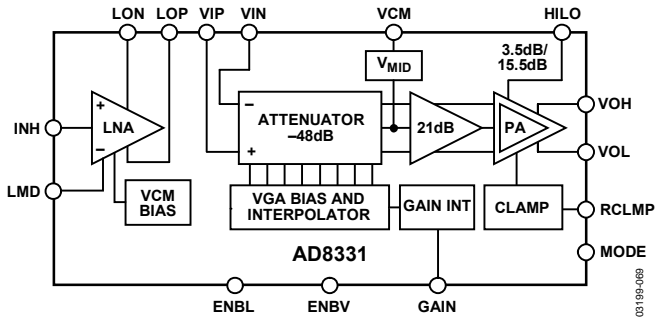 LON LOP VIP VIN VCM HILO
3.5dB/
15.5dB
VMID
+
–
LNA
INH
LMD
VCM
BIAS
–
+
ATTENUATOR
–48dB
21dB
PA
VOH
VOL
VGA BIAS AND
INTERPOLATOR
GAIN INT
CLAMP
RCLMP
AD8331
MODE
ENBL ENBV GAIN
03199-069